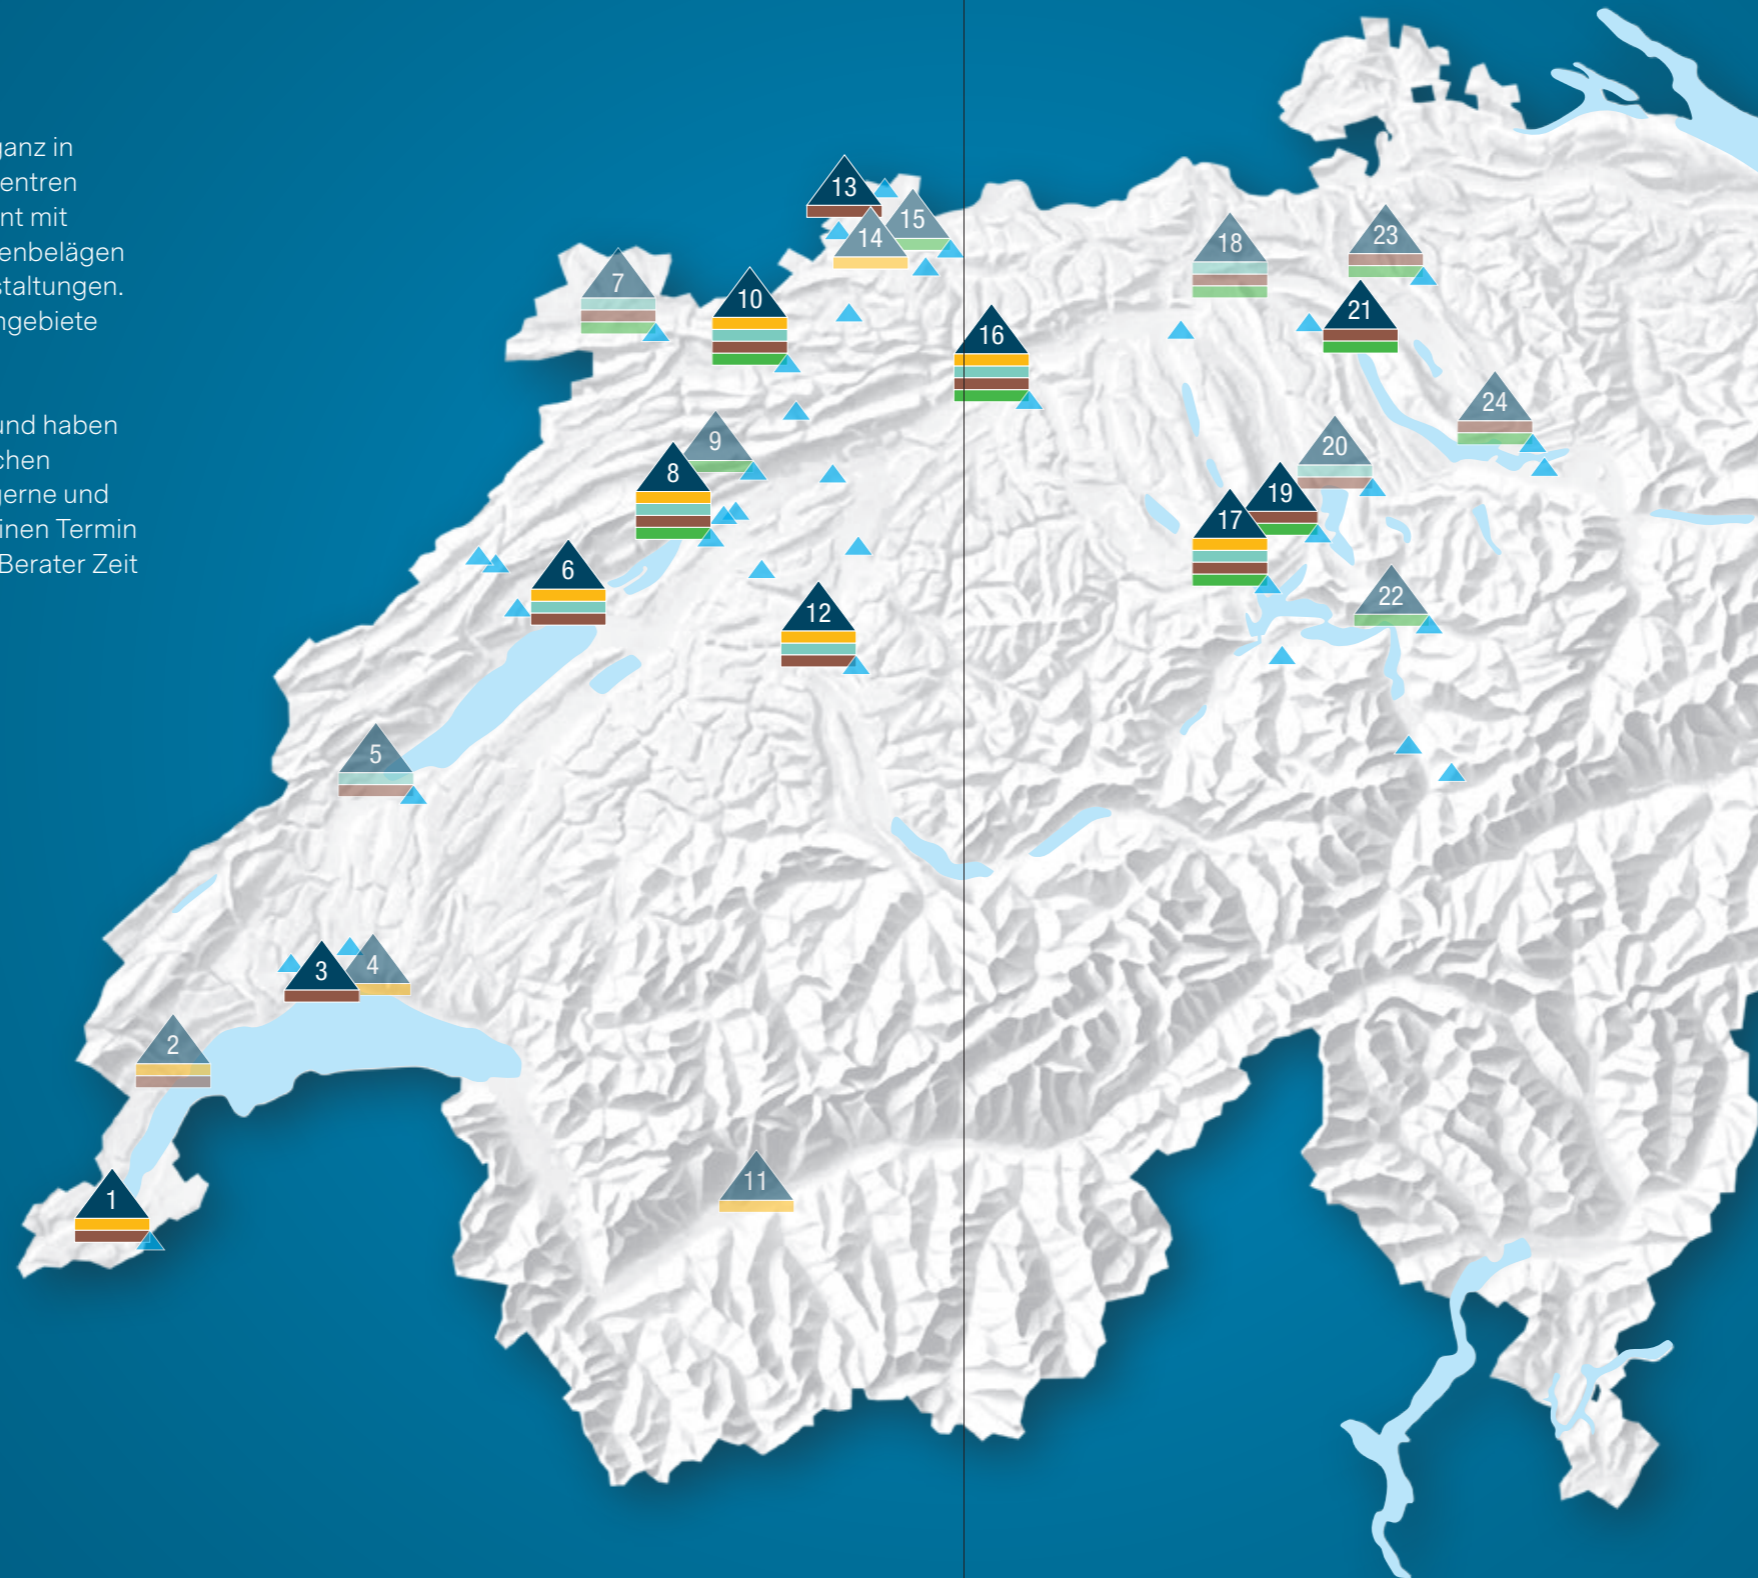 ganz in
entren
nt mit
enbelägen
staltungen.
ngebiete
und haben
chen
gerne und
inen Termin
Berater Zeit
13
15
14
18
23
7
10
21
16
24
9
20
8
19
17
6
22
12
5
3
4
2
11
1